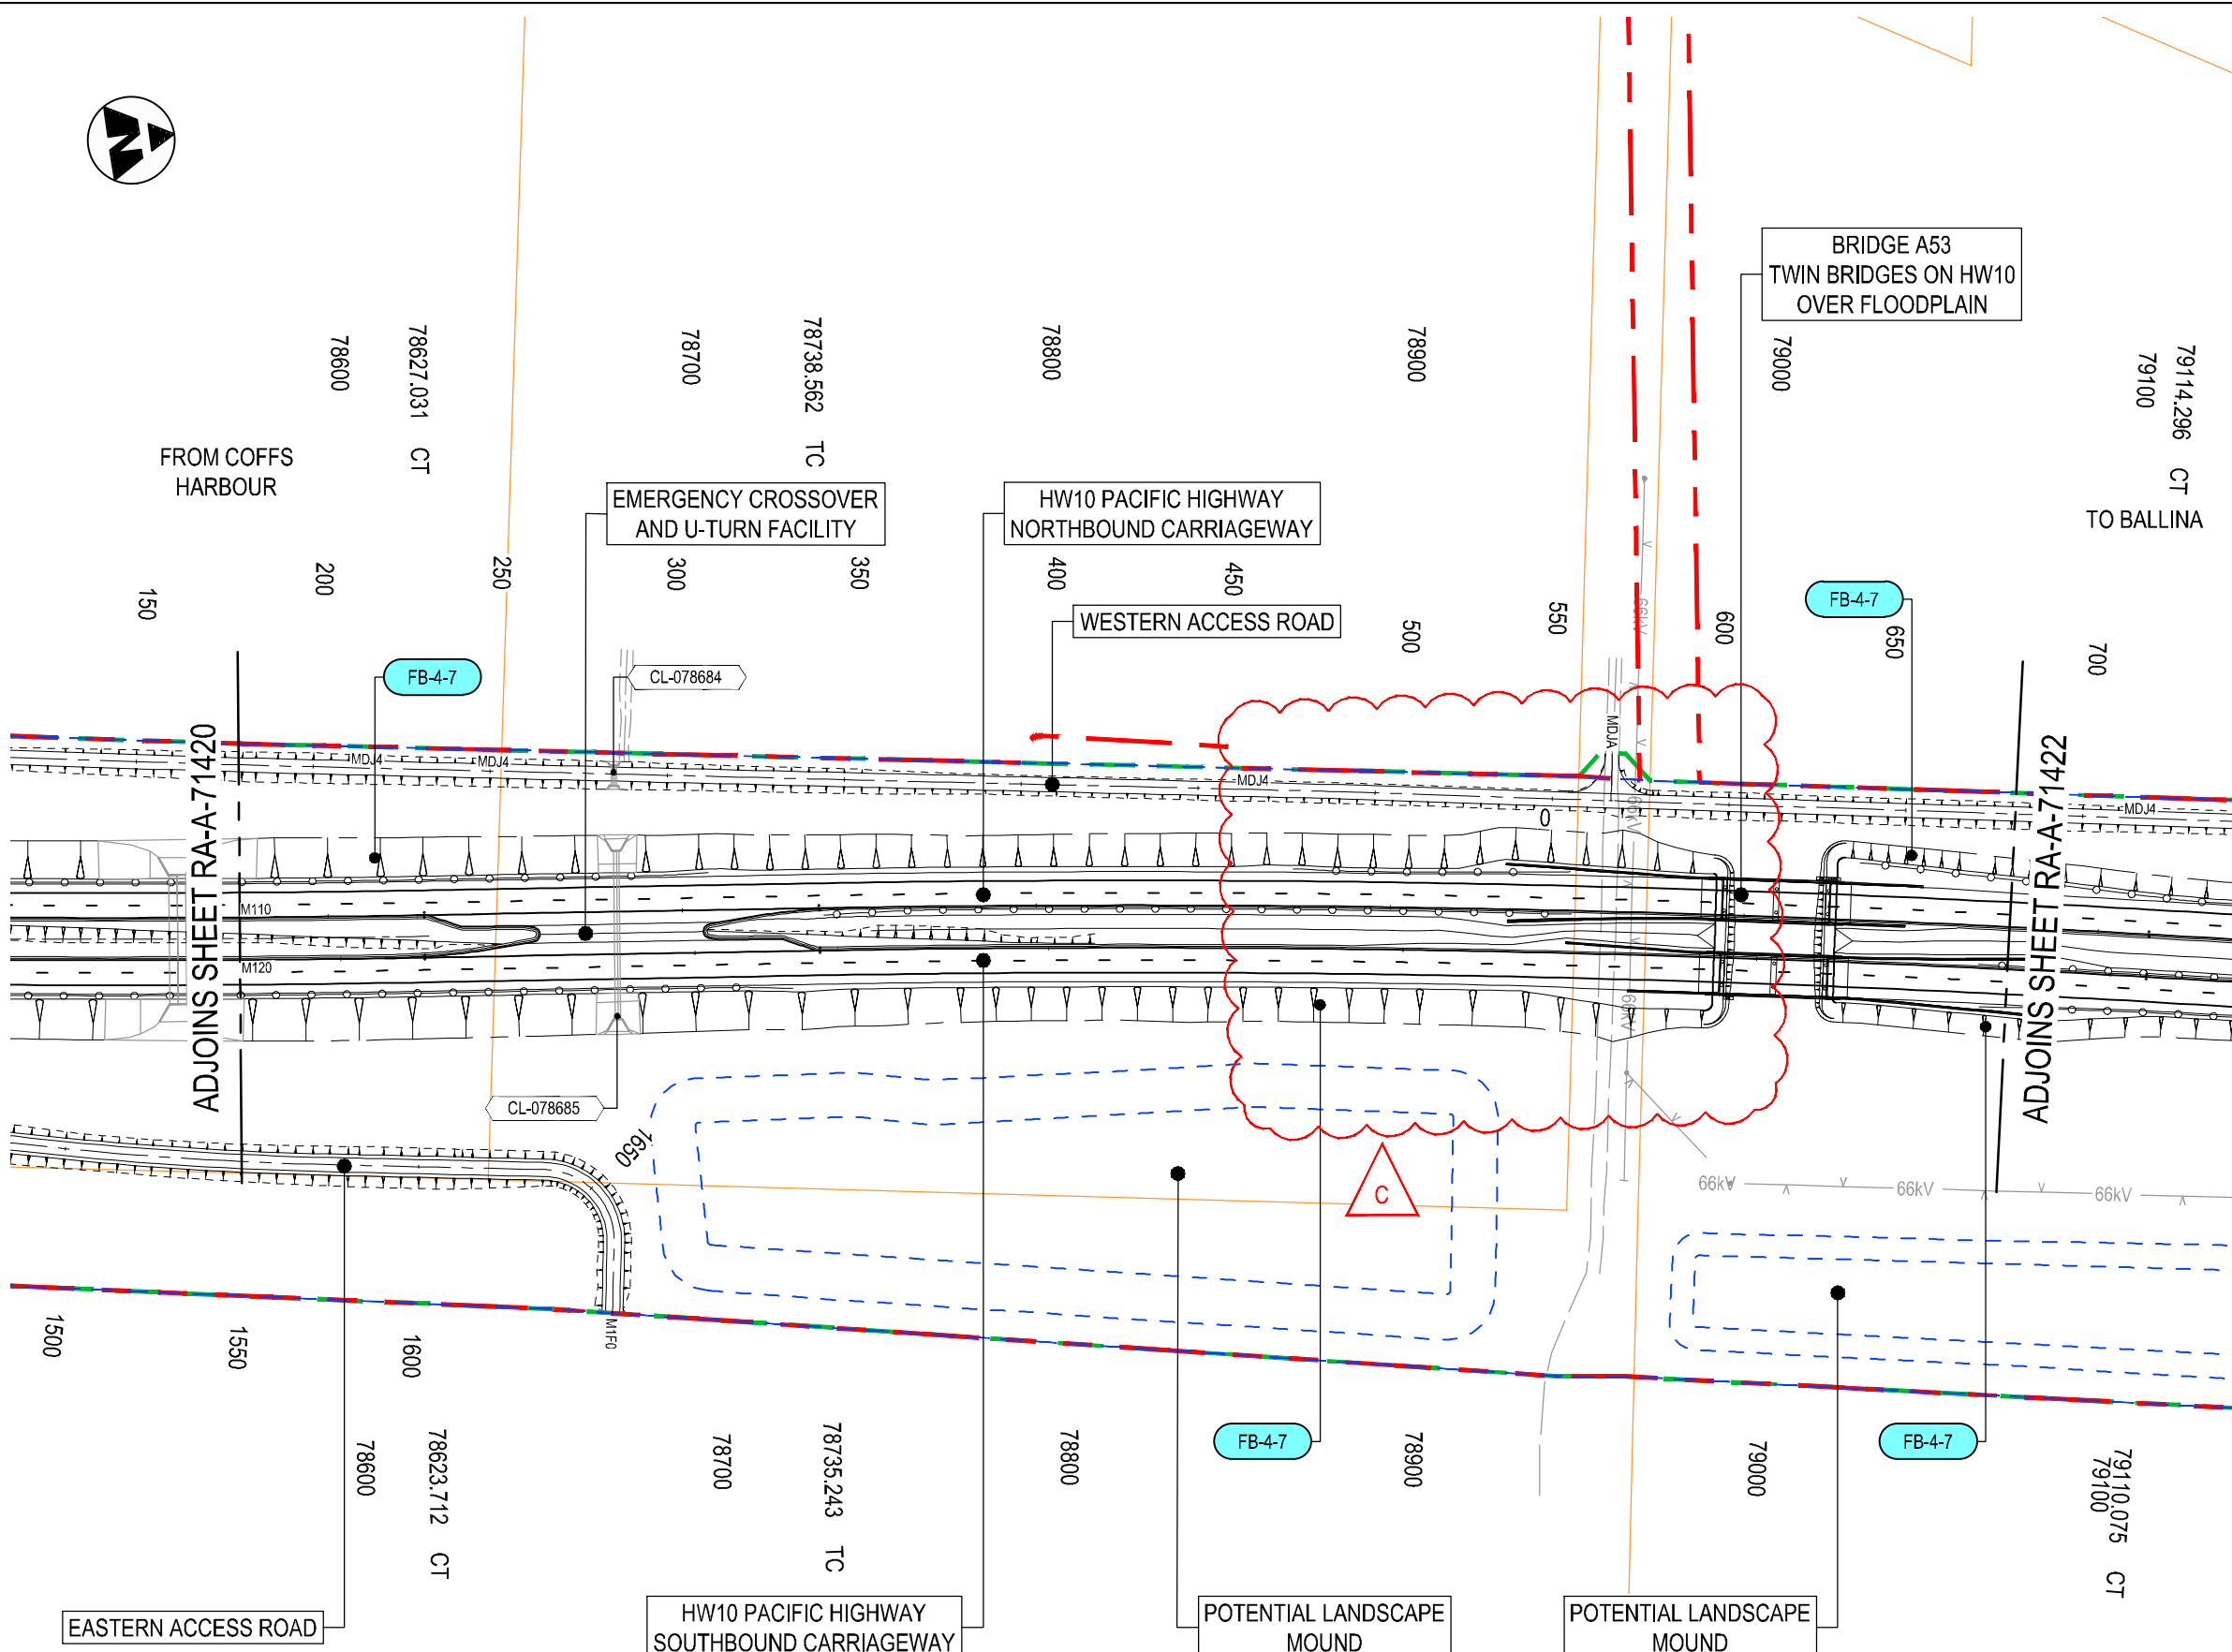 N
BRIDGE A53
TWIN BRIDGES ON HW10
OVER FLOODPLAIN
78600
78627.031 CT
78700
78738.562 TC
78800
78900
79000
79100
79114.296 CT
FROM COFFS
HARBOUR
TO BALLINA
EMERGENCY CROSSOVER
AND U-TURN FACILITY
HW10 PACIFIC HIGHWAY
NORTHBOUND CARRIAGEWAY
WESTERN ACCESS ROAD
150
200
250
300
350
400
450
500
550
600
650
700
FB-4-7
FB-4-7
CL-078684
66kV
MDJA
MDJ4
MDJ4
MDJ4
MDJ4
66kV
0
ADJOINS SHEET RA-A-71420
ADJOINS SHEET RA-A-71422
M110
M120
66kV
CL-078685
1650
C
66kV
66kV
66kV
M1F0
1500
1550
1600
FB-4-7
FB-4-7
78600
78623.712 CT
78700
78735.243 TC
78800
78900
79000
79110.075 CT
79100
EASTERN ACCESS ROAD
HW10 PACIFIC HIGHWAY
SOUTHBOUND CARRIAGEWAY
POTENTIAL LANDSCAPE
MOUND
POTENTIAL LANDSCAPE
MOUND